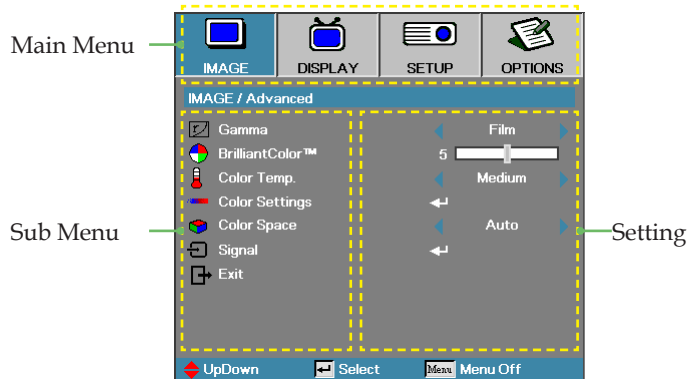 Main Menu
IMAGE DISPLAY SETUP OPTIONS
IMAGE / Advanced
Gamma Film
BrilliantColor™ 5
Color Temp. Medium
Color Settings
Sub Menu
Color Space Auto
Setting
Signal
Exit
UpDown Select Menu Menu Off